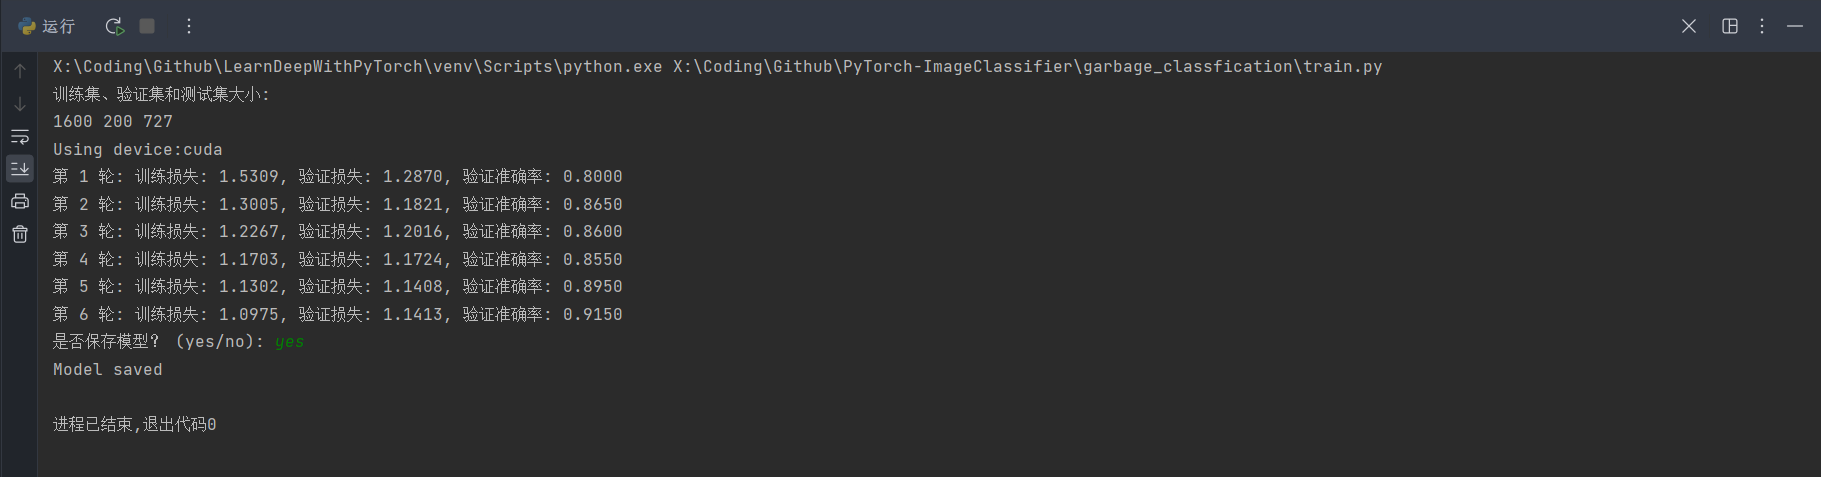 运行
X:\Coding\Github\LearnDeepWithPyTorch\venv\Scripts\python.exe X:\Coding\Github\PyTorch-ImageClassifier\garbage_classfication\train.py
训练集、验证集和测试集大小:
1600 200 727
Using device:cuda
第 1 轮: 训练损失: 1.5309, 验证损失: 1.2870, 验证准确率: 0.8000
第 2 轮: 训练损失: 1.3005, 验证损失: 1.1821, 验证准确率: 0.8650
第 3 轮: 训练损失: 1.2267, 验证损失: 1.2016, 验证准确率: 0.8600
第 4 轮: 训练损失: 1.1703, 验证损失: 1.1724, 验证准确率: 0.8550
第 5 轮: 训练损失: 1.1302, 验证损失: 1.1408, 验证准确率: 0.8950
第 6 轮: 训练损失: 1.0975, 验证损失: 1.1413, 验证准确率: 0.9150
是否保存模型? (yes/no): yes
Model saved
进程已结束,退出代码0